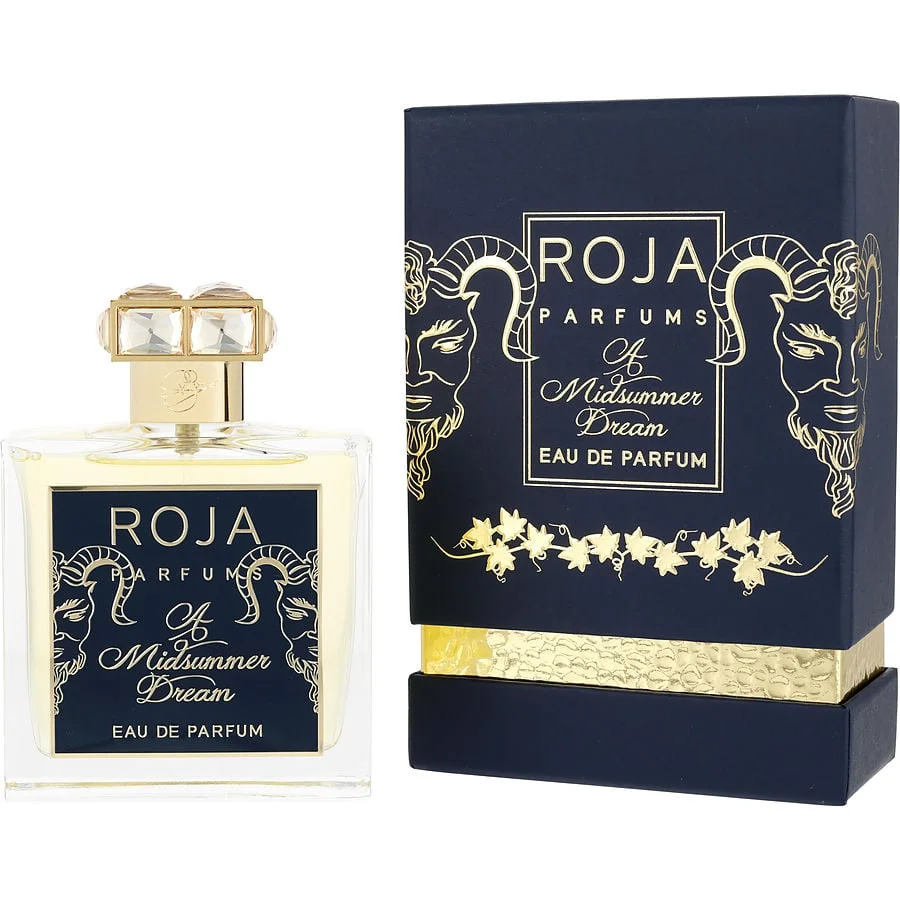 ROJA
PARFUMS
A
Midsummer
Dream
EAU DE PARFUM
ROJA
PARFUMS
A
Midsummer
Dream
EAU DE PARFUM